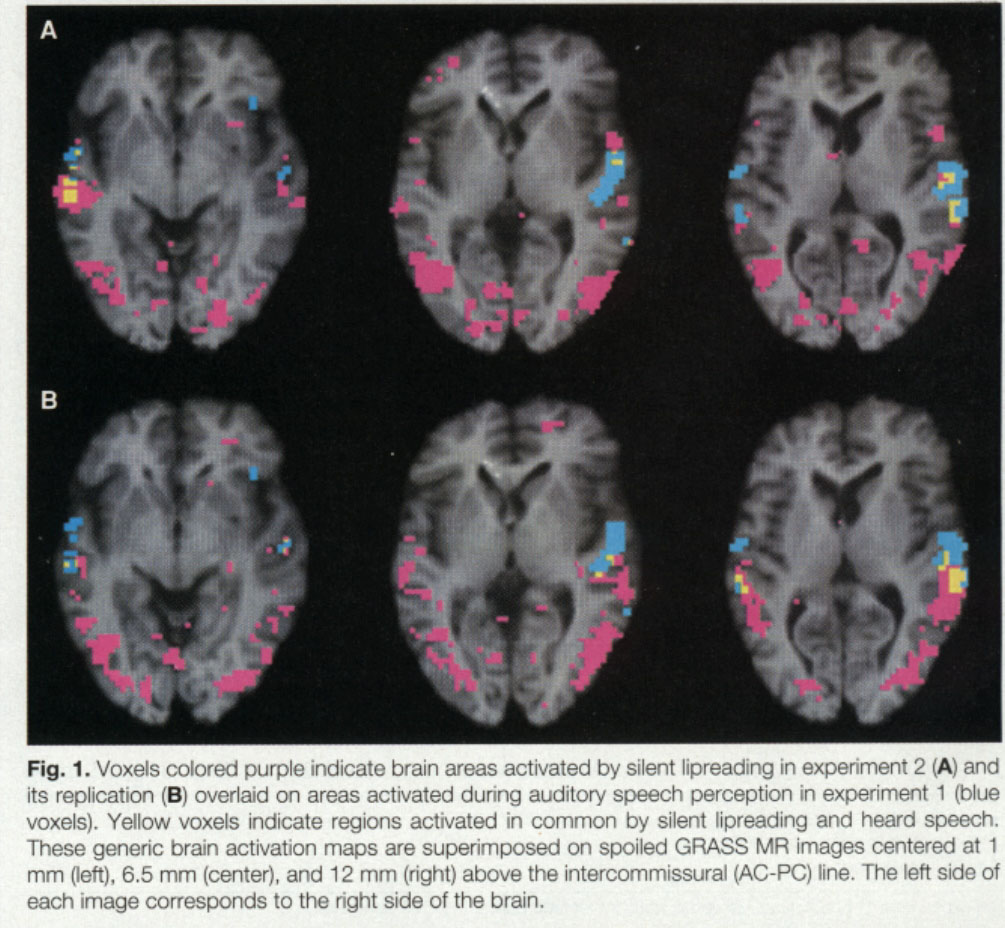 A
B
Fig. 1. Voxels colored purple indicate brain areas activated by silent lipreading in experiment 2 (A) and
its replication (B) overlaid on areas activated during auditory speech perception in experiment 1 (blue
voxels). Yellow voxels indicate regions activated in common by silent lipreading and heard speech.
These generic brain activation maps are superimposed on spoiled GRASS MR images centered at 1
mm (left), 6.5 mm (center), and 12 mm (right) above the intercommissural (AC-PC) line. The left side of
each image corresponds to the right side of the brain.